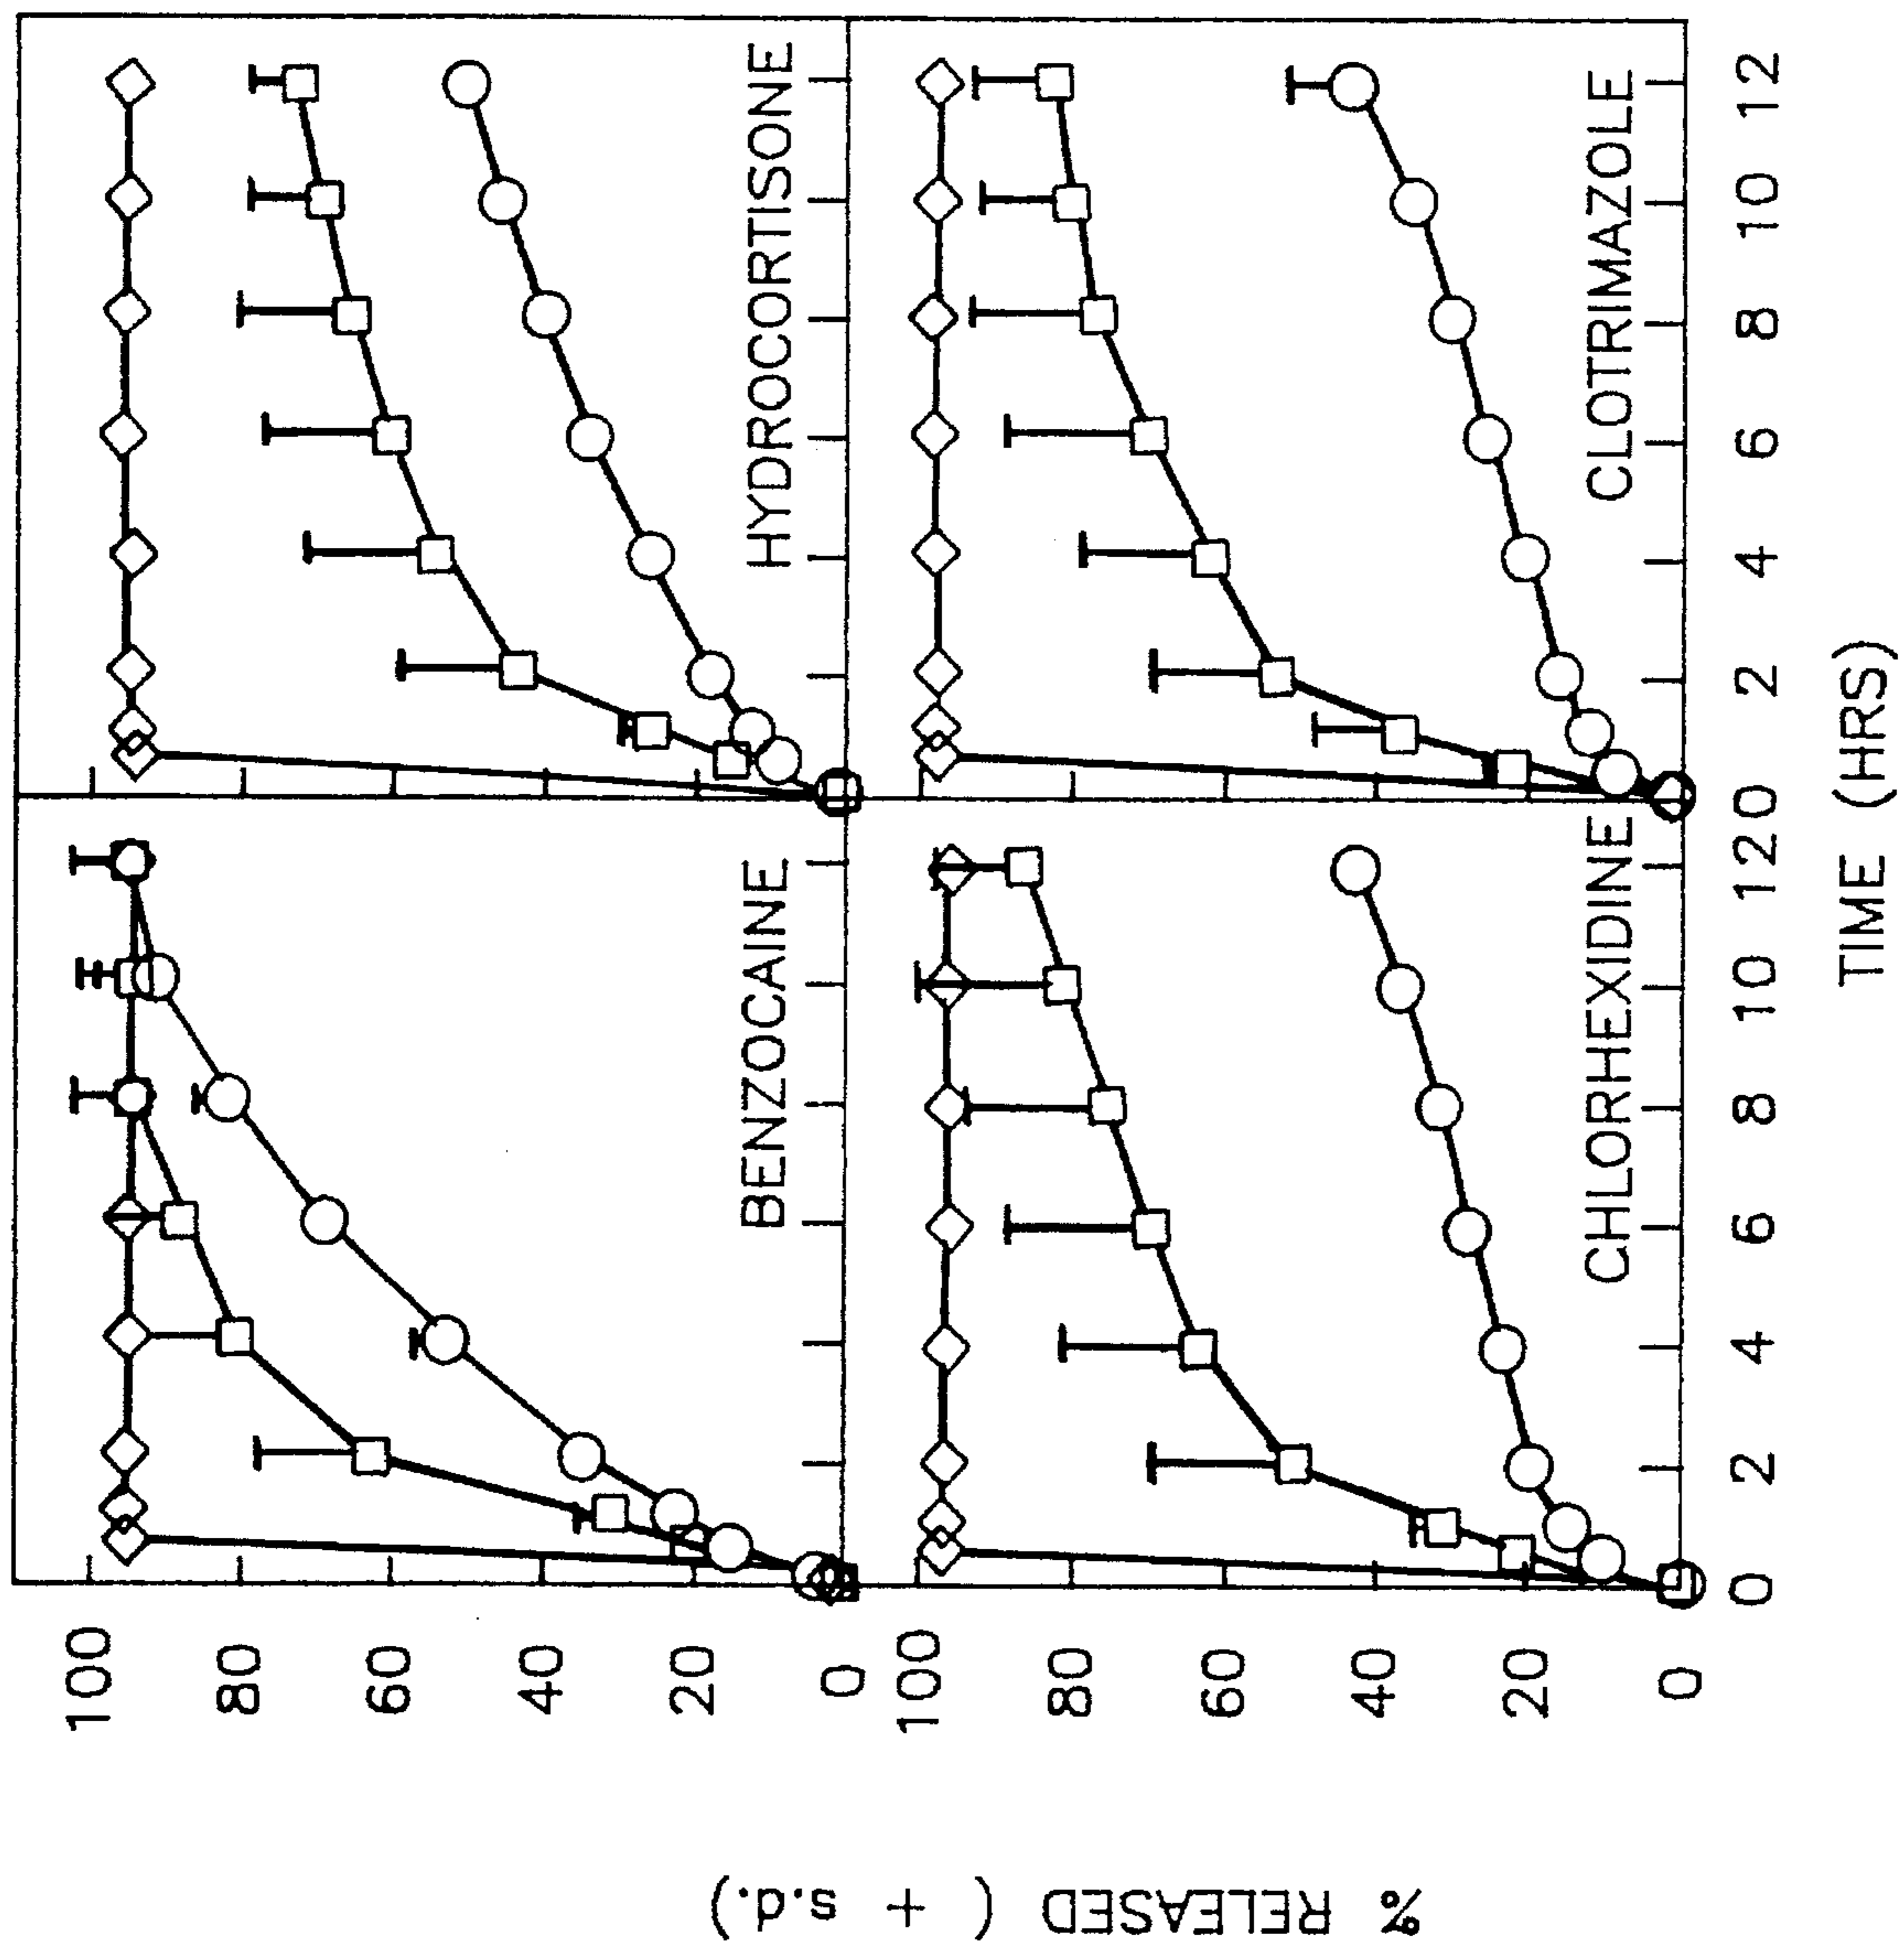 % RELEASED ( + s.d.)
100
80
60
40
20
0
BENZOCAINE
HYDROCORTISONE
100
80
60
40
20
0
CHLORHEXIDINE
CLOTRIMAZOLE
0 2 4 6 8 10 12 0 2 4 6 8 10 12
TIME (HRS)